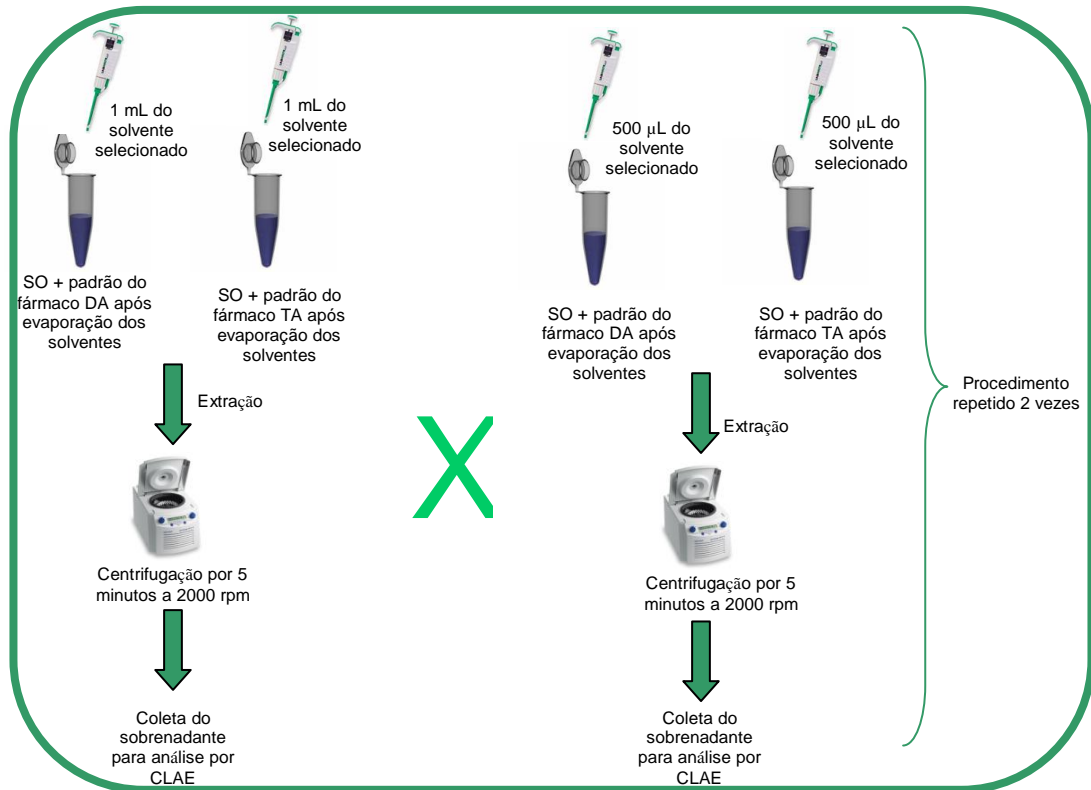 1 mL do
solvente
selecionado
1 mL do
solvente
selecionado
SO + padrão do
fármaco DA após
evaporação dos
solventes
SO + padrão do
fármaco TA após
evaporação dos
solventes
Extração
Centrifugação por 5
minutos a 2000 rpm
Coleta do
sobrenadante
para análise por
CLAE
X
500 µL do
solvente
selecionado
500 µL do
solvente
selecionado
SO + padrão do
fármaco DA após
evaporação dos
solventes
SO + padrão do
fármaco TA após
evaporação dos
solventes
Extração
Centrifugação por 5
minutos a 2000 rpm
Coleta do
sobrenadante
para análise por
CLAE
Procedimento
repetido 2 vezes